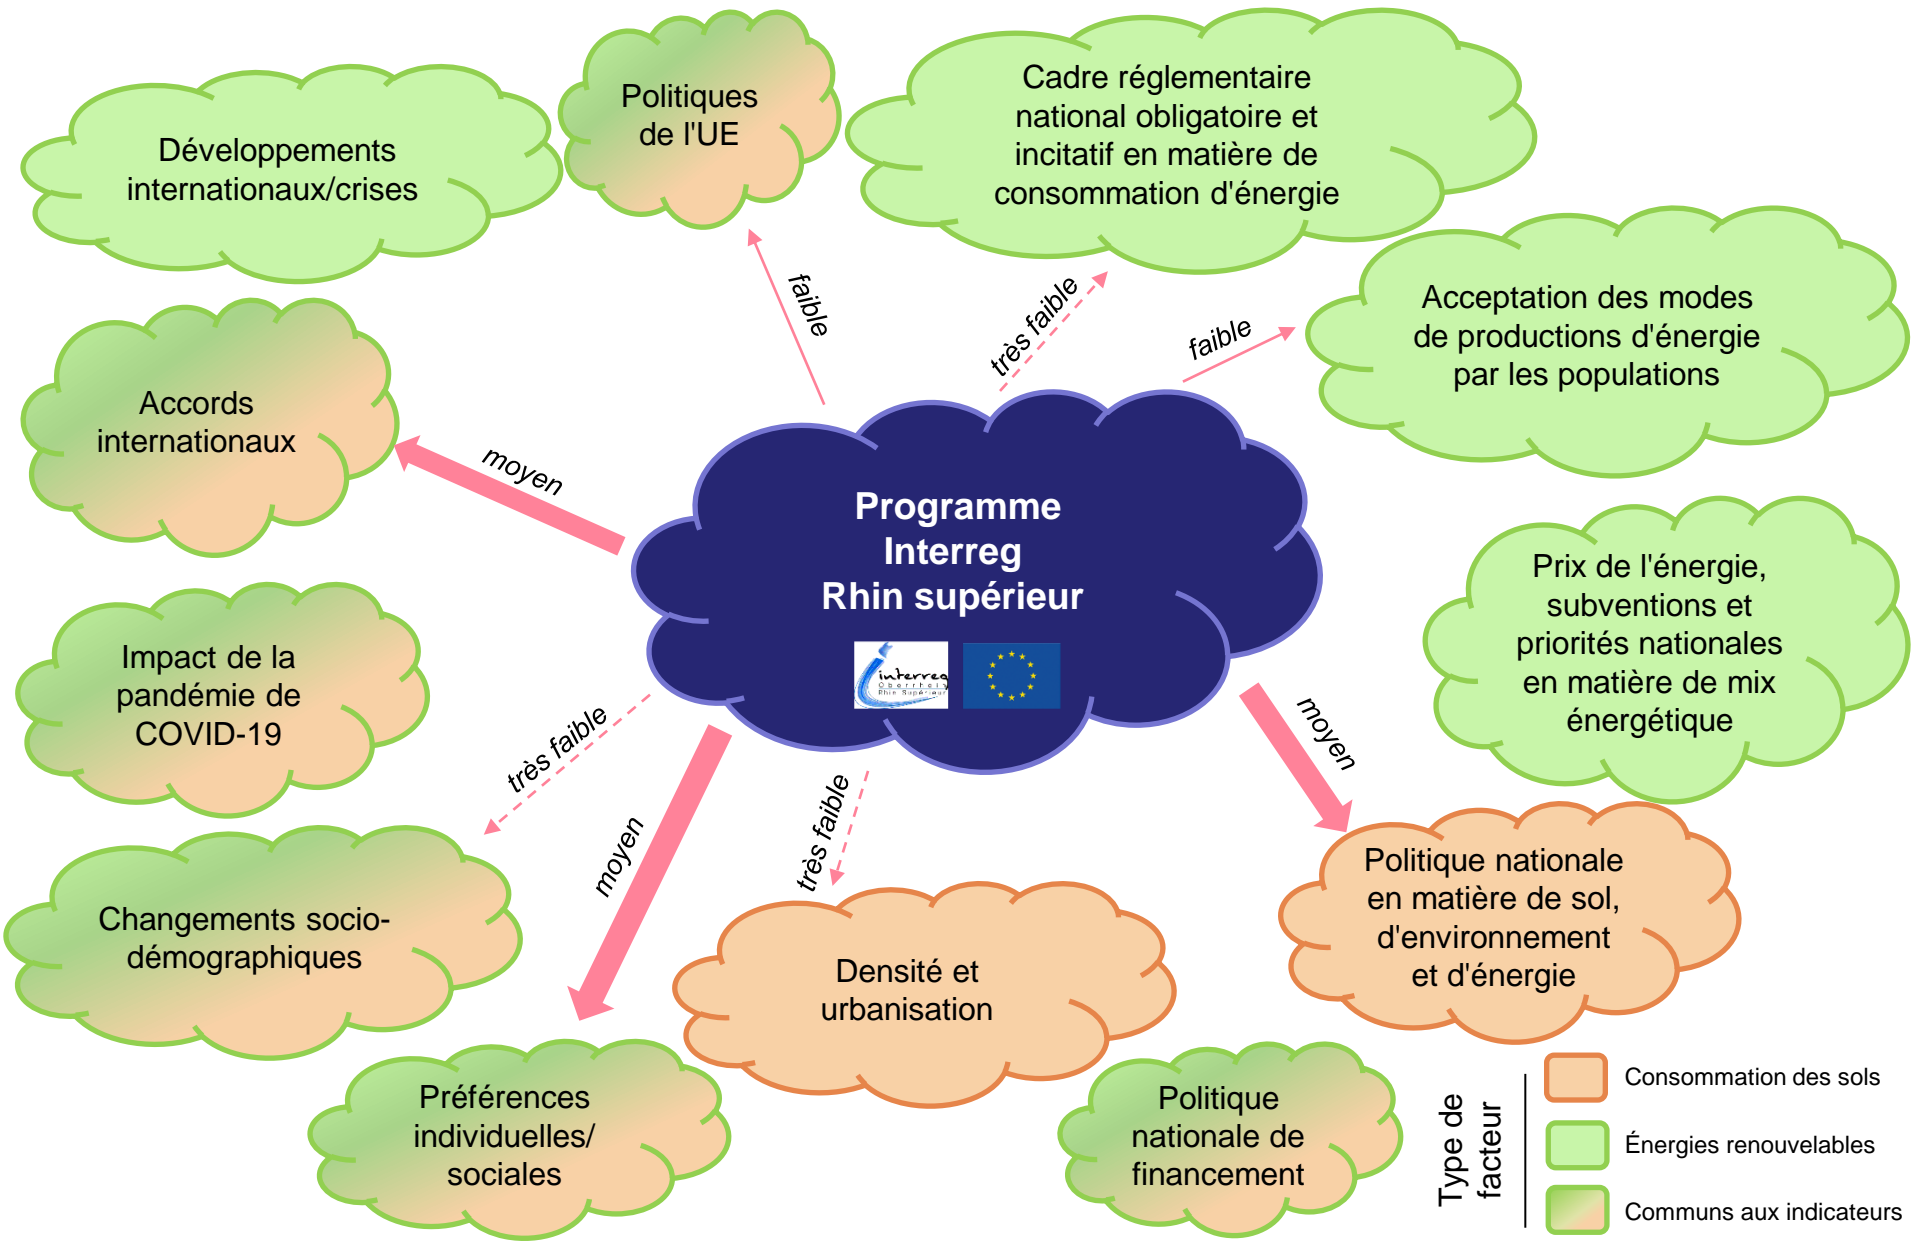 Politiques
de l'UE
Cadre réglementaire
national obligatoire et
incitatif en matière de
consommation d'énergie
Développements
internationaux/crises
faible
très faible
faible
Acceptation des modes
de productions d'énergie
par les populations
Accords
internationaux
moyen
Programme
Interreg
Rhin supérieur
interreg
Oberrhein
Rhin Supérieur
Prix de l'énergie,
subventions et
priorités nationales
en matière de mix
énergétique
Impact de la
pandémie de
COVID-19
très faible
moyen
très faible
moyen
Politique nationale
en matière de sol,
d'environnement
et d'énergie
Changements socio-
démographiques
Densité et
urbanisation
Préférences
individuelles/
sociales
Politique
nationale de
financement
Type de
facteur
Consommation des sols
Énergies renouvelables
Communs aux indicateurs